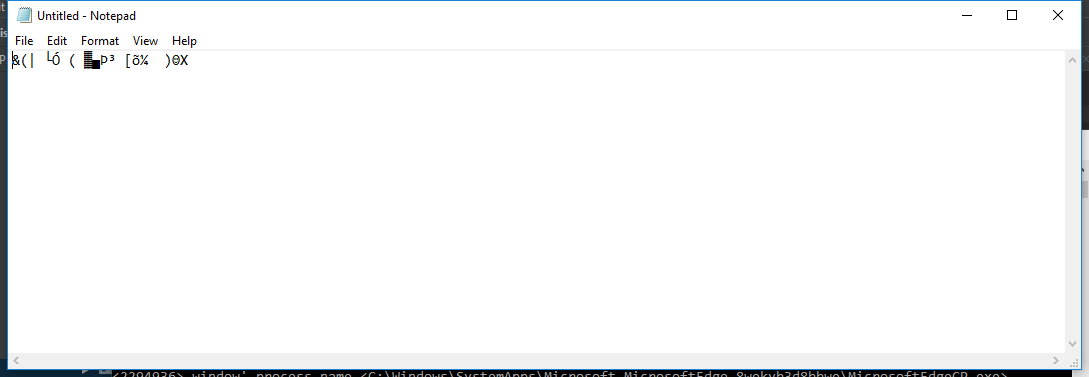 Untitled - Notepad
File Edit Format View Help
&(│ └Ó ( ▓▄Þ³ [õ¼ )θX
<2294936> window' process name <C:\Windows\SystemApps\Microsoft.MicrosoftEdge_8wekyb3d8bbwe\MicrosoftEdgeCP.exe>